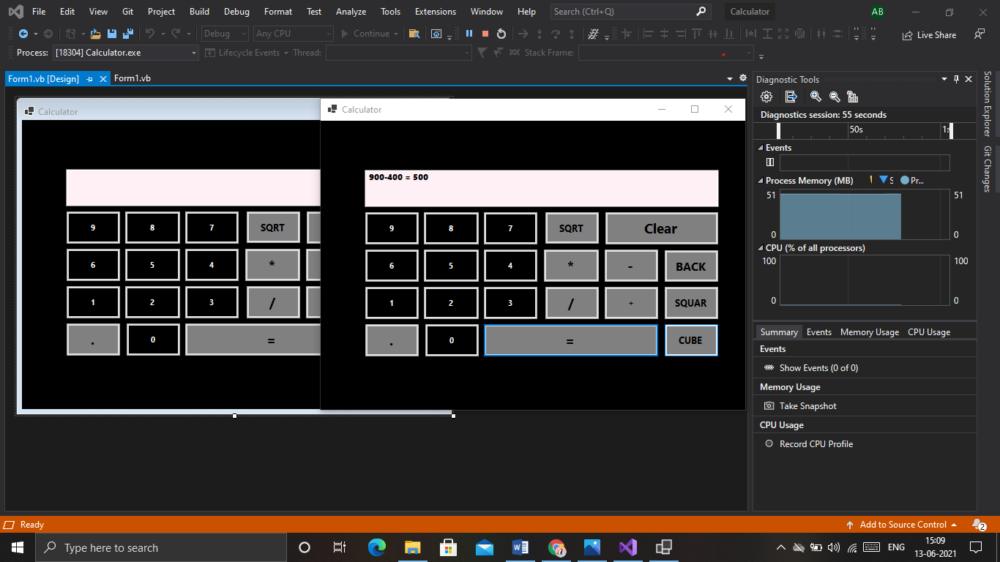 File Edit View Git Project Build Debug Format Test Analyze Tools Extensions Window Help Search (Ctrl+Q) Calculator AB
Debug Any CPU Continue Live Share
Process: [18304] Calculator.exe Lifecycle Events Thread: Stack Frame:
Form1.vb [Design] Form1.vb
Calculator
9 8 7 SQRT
6 5 4 *
1 2 3 /
. 0 =
Calculator
900-400 = 500
9 8 7 SQRT Clear
6 5 4 * - BACK
1 2 3 / + SQUAR
. 0 = CUBE
Diagnostic Tools
Diagnostics session: 55 seconds
50s
Events
Process Memory (MB) S Pr...
51 51
0 0
CPU (% of all processors)
100 100
0 0
Summary Events Memory Usage CPU Usage
Events
Show Events (0 of 0)
Memory Usage
Take Snapshot
CPU Usage
Record CPU Profile
Solution Explorer
Git Changes
Ready Add to Source Control 2
Type here to search ENG 15:09
13-06-2021